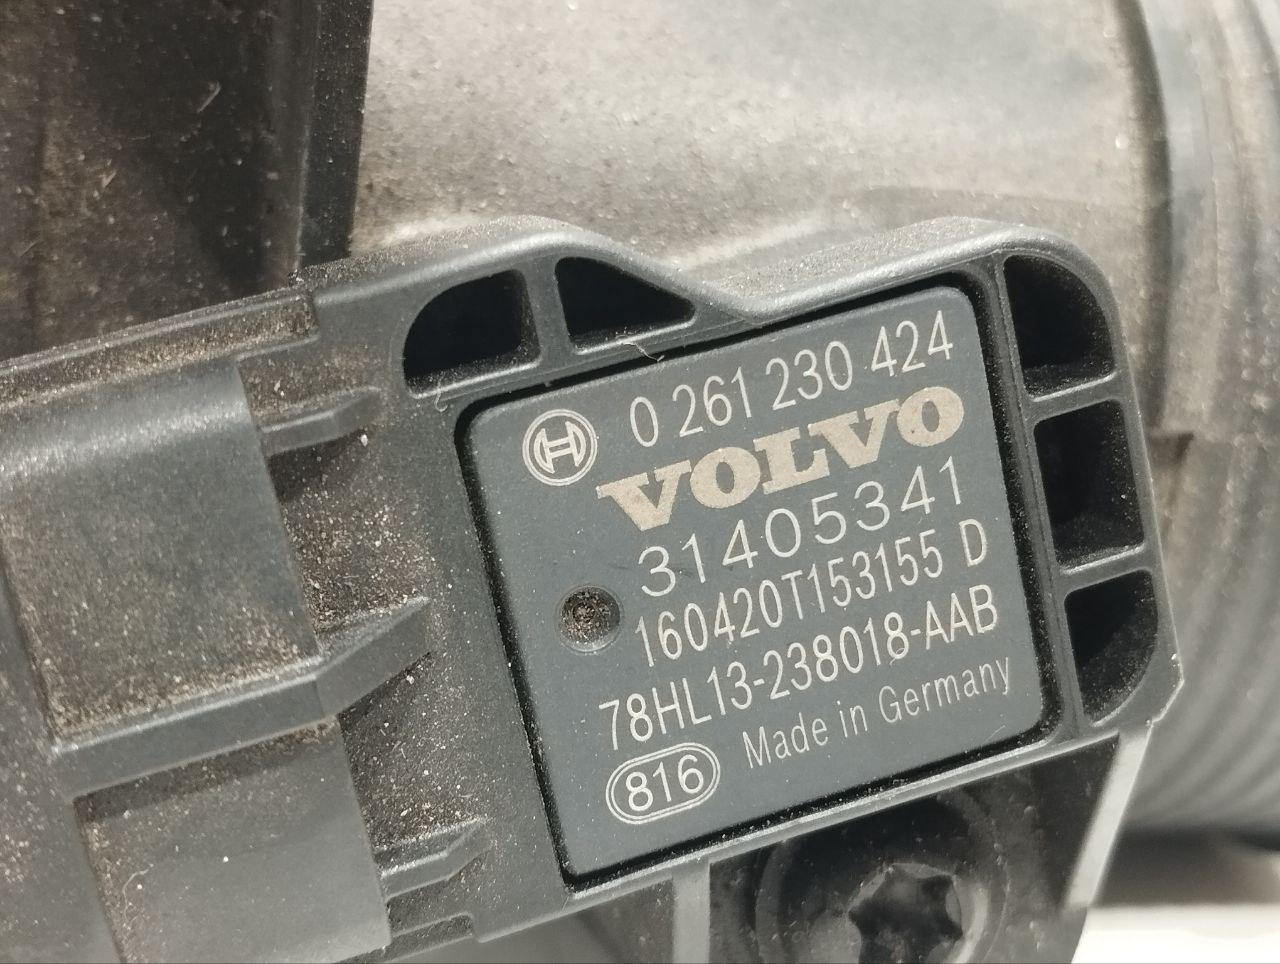 0 261 230 424
VOLVO
31405341
160420T153155 D
78HL13-238018-AAB
816 Made in Germany